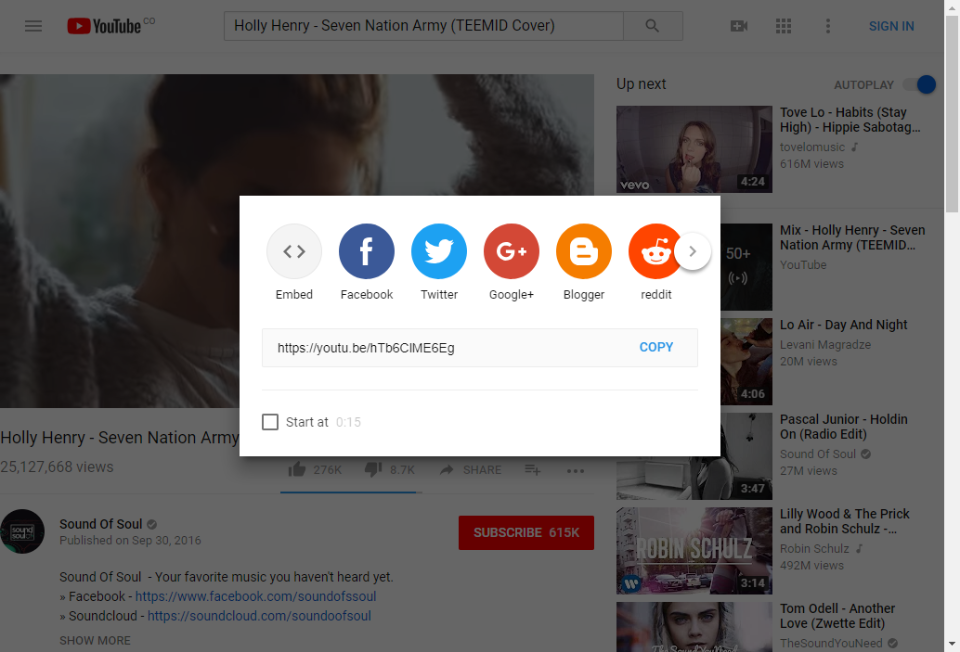 YouTube CO
Holly Henry - Seven Nation Army (TEEMID Cover)
SIGN IN
Up next
AUTOPLAY
Tove Lo - Habits (Stay
High) - Hippie Sabotag...
tovelomusic
616M views
vevo
4:24
Mix - Holly Henry - Seven
Nation Army (TEEMID...
YouTube
50+
Lo Air - Day And Night
Levani Magradze
20M views
4:06
Pascal Junior - Holdin
On (Radio Edit)
Sound Of Soul
27M views
3:47
Lilly Wood & The Prick
and Robin Schulz -...
Robin Schulz
492M views
ROBIN SCHULZ
3:14
Tom Odell - Another
Love (Zwette Edit)
TheSoundYouNeed
The SoundYouNeed
Embed
Facebook
Twitter
Google+
Blogger
reddit
https://youtu.be/hTb6CIME6Eg
COPY
Start at 0:15
Holly Henry - Seven Nation Army
25,127,668 views
276K
8.7K
SHARE
sound
soul
Sound Of Soul
Published on Sep 30, 2016
SUBSCRIBE 615K
Sound Of Soul - Your favorite music you haven't heard yet.
» Facebook - https://www.facebook.com/soundofssoul
» Soundcloud - https://soundcloud.com/soundoofsoul
SHOW MORE